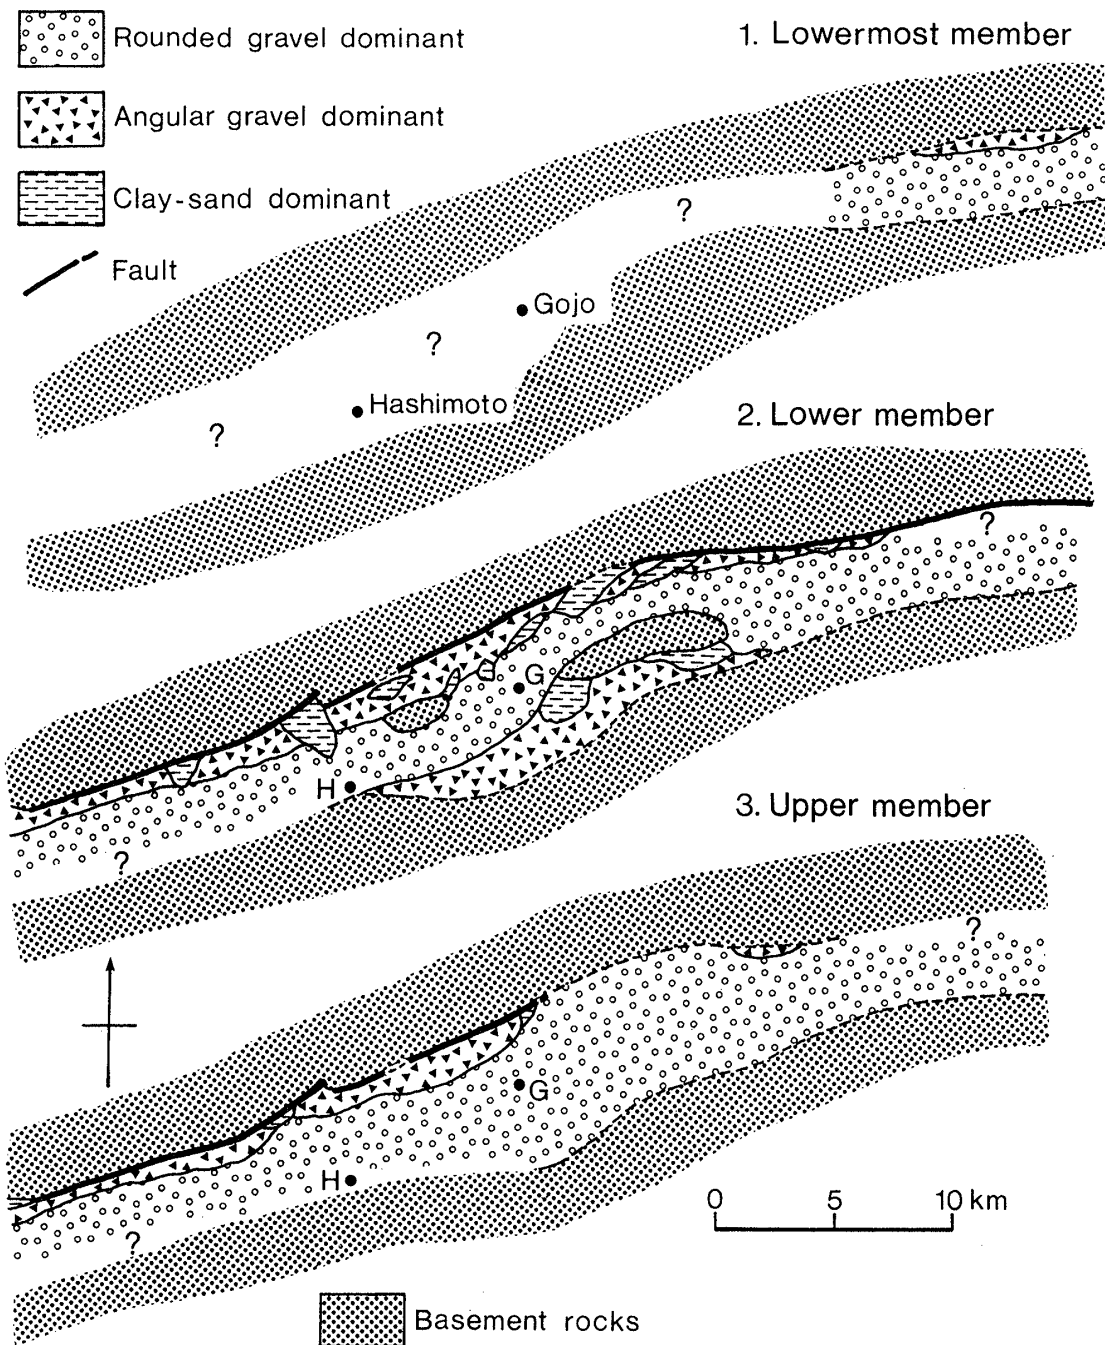 Rounded gravel dominant
Angular gravel dominant
Clay-sand dominant
Fault
1. Lowermost member
?
Gojo
?
Hashimoto
?
2. Lower member
?
G
H
?
3. Upper member
?
G
H
?
0 5 10 km
Basement rocks